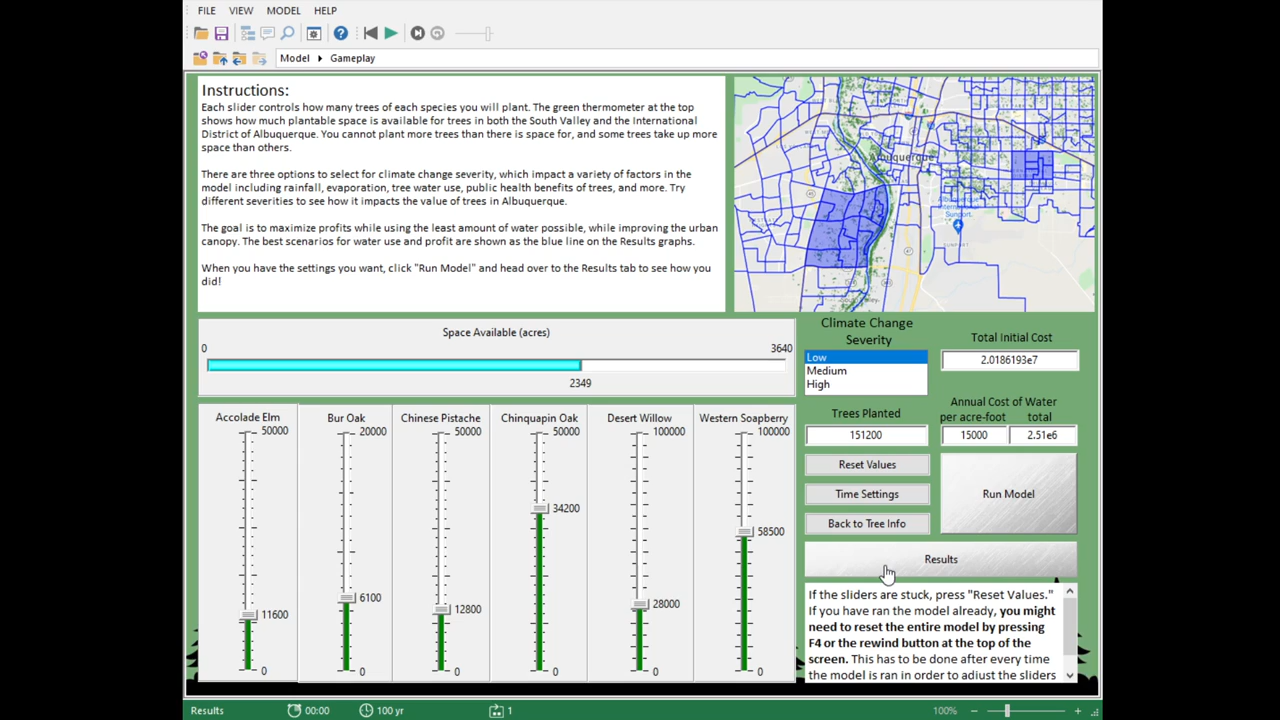 FILE VIEW MODEL HELP
Model Gameplay
Instructions:
Each slider controls how many trees of each species you will plant. The green thermometer at the top
shows how much plantable space is available for trees in both the South Valley and the International
District of Albuquerque. You cannot plant more trees than there is space for, and some trees take up more
space than others.
There are three options to select for climate change severity, which impact a variety of factors in the
model including rainfall, evaporation, tree water use, public health benefits of trees, and more. Try
different severities to see how it impacts the value of trees in Albuquerque.
The goal is to maximize profits while using the least amount of water possible, while improving the urban
canopy. The best scenarios for water use and profit are shown as the blue line on the Results graphs.
When you have the settings you want, click "Run Model" and head over to the Results tab to see how you
did!
Albuquerque
Albuquerque
International
Sunport
SUNPORT
Space Available (acres)
0
3640
2349
Climate Change
Severity
Low
Medium
High
Total Initial Cost
2.0186193e7
Trees Planted
151200
Annual Cost of Water
per acre-foot total
15000 2.51e6
Reset Values
Time Settings
Back to Tree Info
Run Model
Results
Accolade Elm
50000
11600
0
Bur Oak
20000
6100
0
Chinese Pistache
50000
12800
0
Chinquapin Oak
50000
34200
0
Desert Willow
100000
28000
0
Western Soapberry
100000
58500
0
If the sliders are stuck, press "Reset Values."
If you have ran the model already, you might
need to reset the entire model by pressing
F4 or the rewind button at the top of the
screen. This has to be done after every time
the model is ran in order to adjust the sliders
Results 00:00 100 yr 1 100%